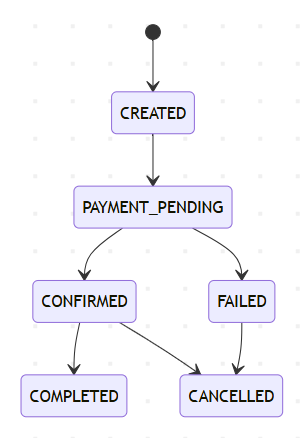 CREATED
PAYMENT_PENDING
CONFIRMED
FAILED
COMPLETED
CANCELLED